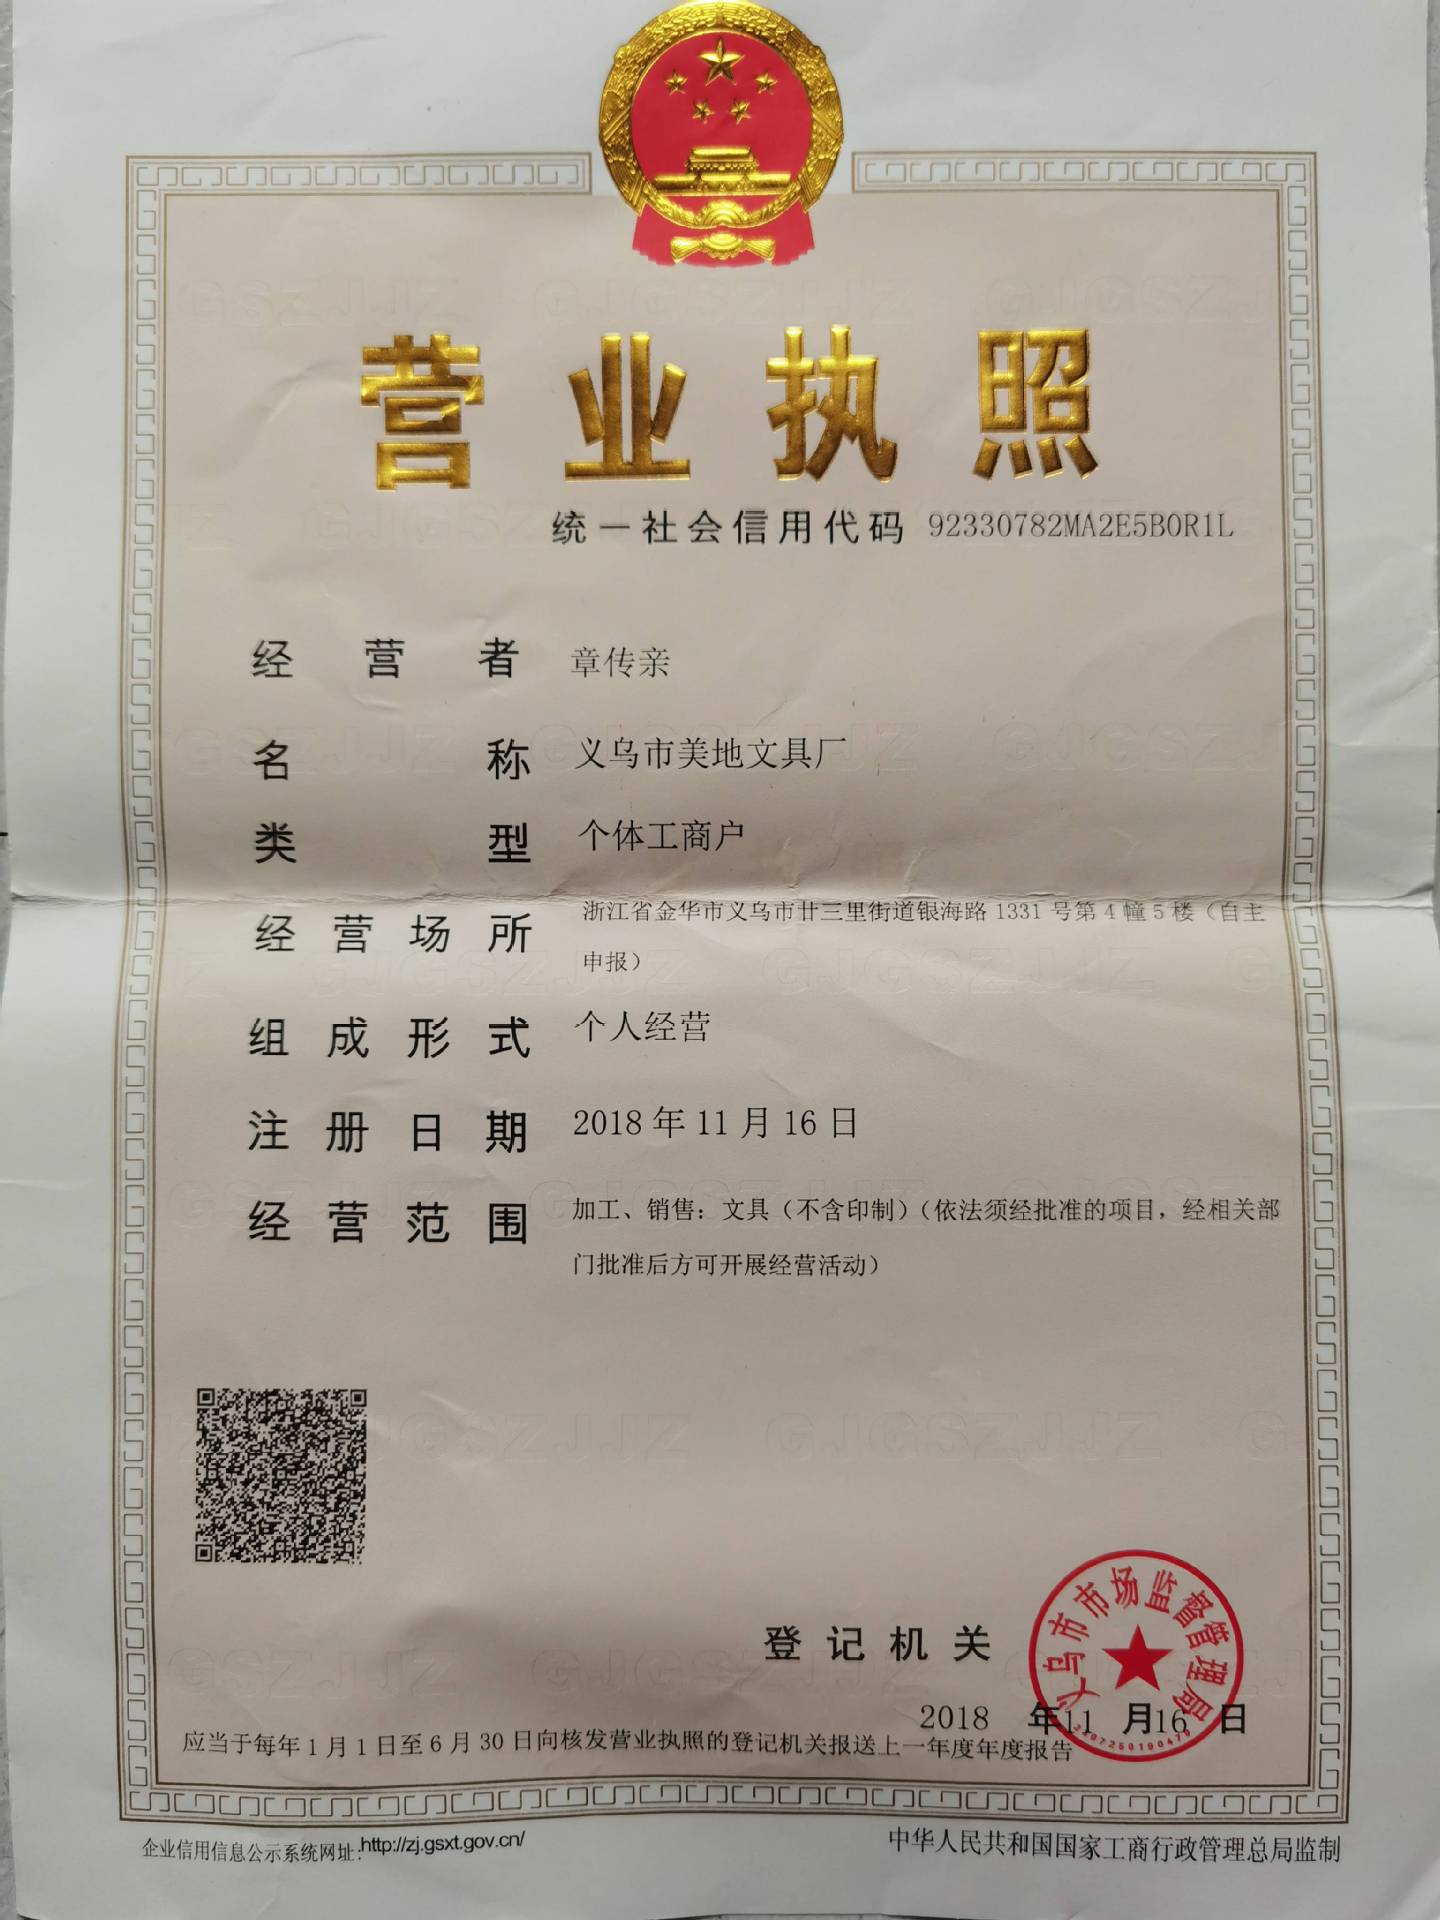 营业执照
统一社会信用代码 92330782MA2E5B0R1L
经营者 章传亲
名称 义乌市美地文具厂
类型 个体工商户
经营场所 浙江省金华市义乌市廿三里街道银海路1331号第4幢5楼（自主
申报）
组成形式 个人经营
注册日期 2018年11月16日
经营范围 加工、销售：文具（不含印制）（依法须经批准的项目，经相关部
门批准后方可开展经营活动）
义乌市市场监督管理局
登记机关
2018 年11 月16 日
应当于每年1月1日至6月30日向核发营业执照的登记机关报送上一年度年度报告
企业信用信息公示系统网址:http://zj.gsxt.gov.cn/
中华人民共和国国家工商行政管理总局监制